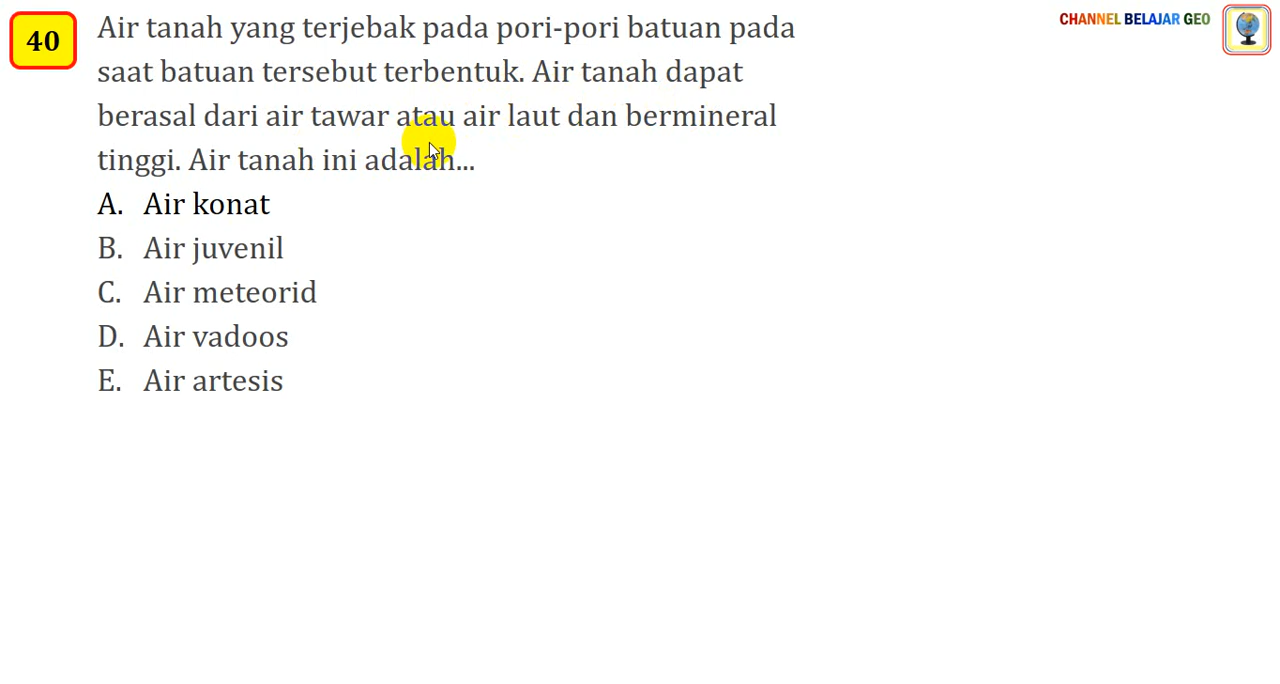 40
CHANNEL BELAJAR GEO
Air tanah yang terjebak pada pori-pori batuan pada
saat batuan tersebut terbentuk. Air tanah dapat
berasal dari air tawar atau air laut dan bermineral
tinggi. Air tanah ini adalah...
A. Air konat
B. Air juvenil
C. Air meteorid
D. Air vadoos
E. Air artesis